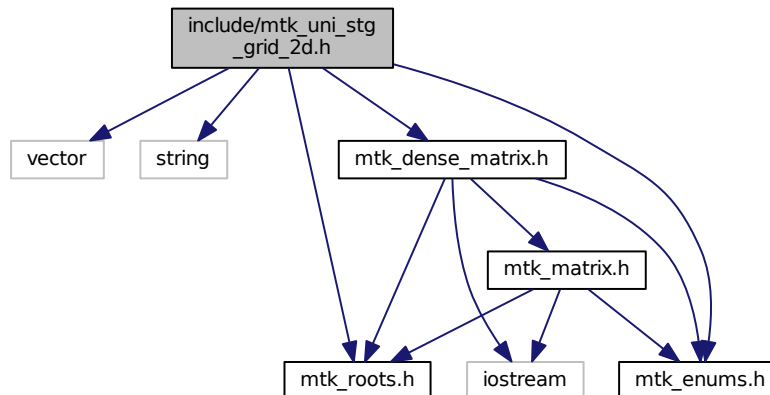 include/mtk_uni_stg
_grid_2d.h
vector
string
mtk_dense_matrix.h
mtk_matrix.h
mtk_roots.h
iostream
mtk_enums.h